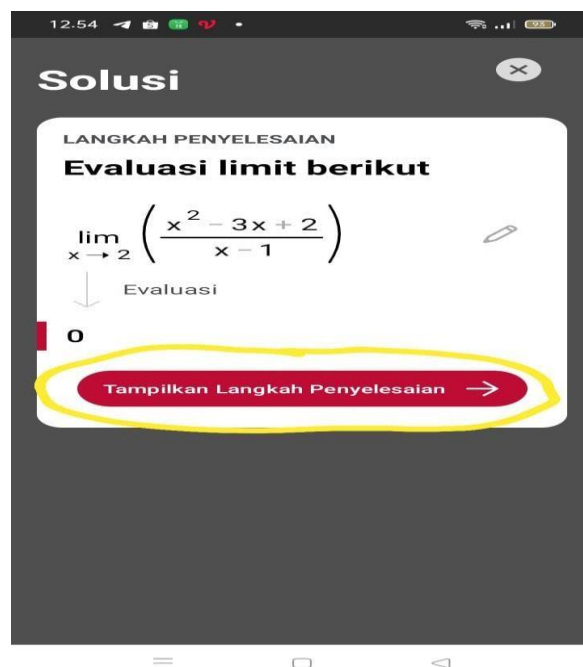 12.54
Solusi
LANGKAH PENYELESAIAN
Evaluasi limit berikut
lim x → 2 ( x² - 3x + 2 / x - 1 )
Evaluasi
0
Tampilkan Langkah Penyelesaian →